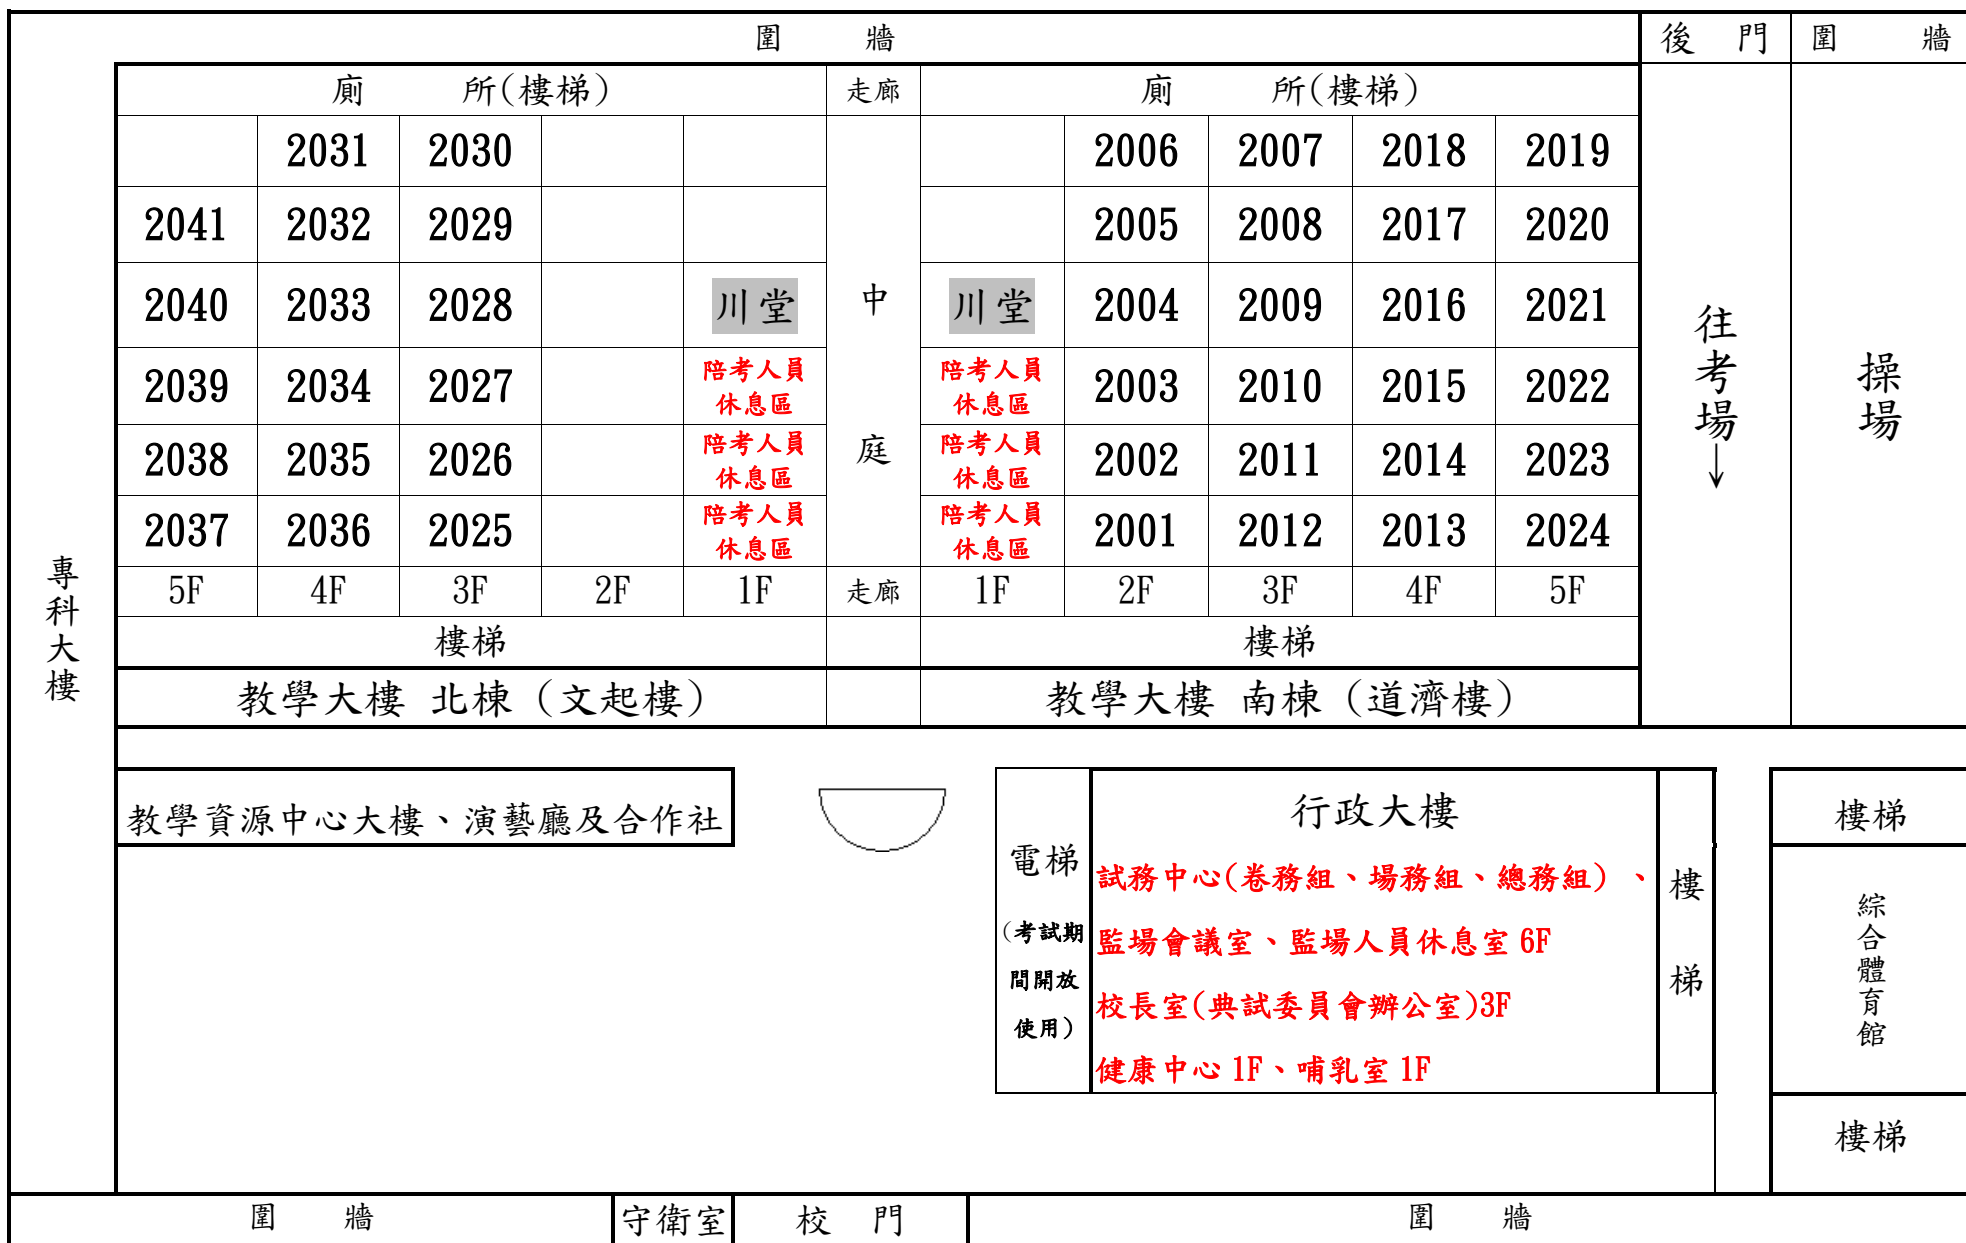 圍 牆 後 門 圍 牆
廁 所(樓梯) 走廊 廁 所(樓梯)
2031 2030 2006 2007 2018 2019
2041 2032 2029 2005 2008 2017 2020
2040 2033 2028 川堂 川堂 2004 2009 2016 2021
2039 2034 2027 陪考人員 陪考人員 2003 2010 2015 2022
休息區 休息區
2038 2035 2026 陪考人員 陪考人員 2002 2011 2014 2023
休息區 休息區
2037 2036 2025 陪考人員 陪考人員 2001 2012 2013 2024
休息區 休息區
中庭
往考場↓
操場
5F 4F 3F 2F 1F 走廊 1F 2F 3F 4F 5F
樓梯 樓梯
教學大樓 北棟（文起樓） 教學大樓 南棟（道濟樓）
專科大樓
教學資源中心大樓、演藝廳及合作社
電梯
(考試期
間開放
使用)
行政大樓
試務中心(卷務組、場務組、總務組) 、
監場會議室、監場人員休息室 6F
校長室(典試委員會辦公室)3F
健康中心 1F、哺乳室 1F
樓梯
樓梯
綜合體育館
樓梯
圍 牆 守衛室 校 門 圍 牆